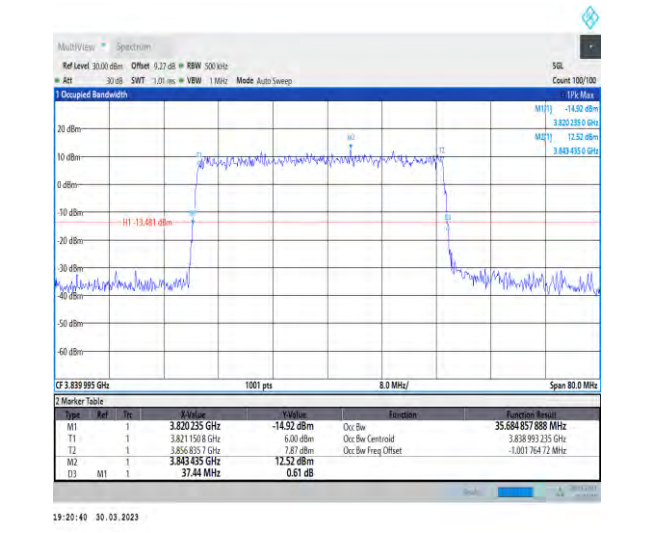 MultiView Spectrum
Ref Level 30.00 dBm Offset 9.27 dB RBW 500 kHz SGL
Att 30 dB SWT 1.01 ms VBW 1 MHz Mode Auto Sweep Count 100/100
1 Occupied Bandwidth 1Pk Max
M1[1] -14.92 dBm
3.820 235 0 GHz
M2[1] 12.52 dBm
3.843 435 0 GHz
20 dBm
M2
T1
T2
10 dBm
0 dBm
-10 dBm
H1 -13.481 dBm
-20 dBm
-30 dBm
-40 dBm
-50 dBm
-60 dBm
CF 3.839 995 GHz 1001 pts 8.0 MHz/ Span 80.0 MHz
2 Marker Table
Type Ref Trc X-Value Y-Value Function Function Result
M1 1 3.820 235 GHz -14.92 dBm Occ Bw 35.684 857 888 MHz
T1 1 3.821 150 8 GHz 6.00 dBm Occ Bw Centroid 3.838 993 235 GHz
T2 1 3.856 835 7 GHz 7.87 dBm Occ Bw Freq Offset -1.001 764 72 MHz
M2 1 3.843 435 GHz 12.52 dBm
D3 M1 1 37.44 MHz 0.61 dB
19:20:40 30.03.2023